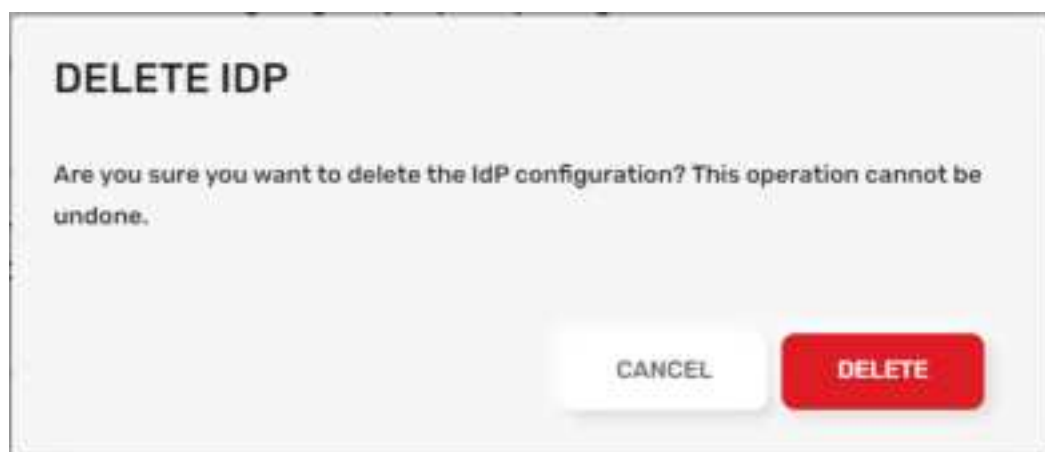 DELETE IDP
Are you sure you want to delete the IdP configuration? This operation cannot be
undone.
CANCEL
DELETE